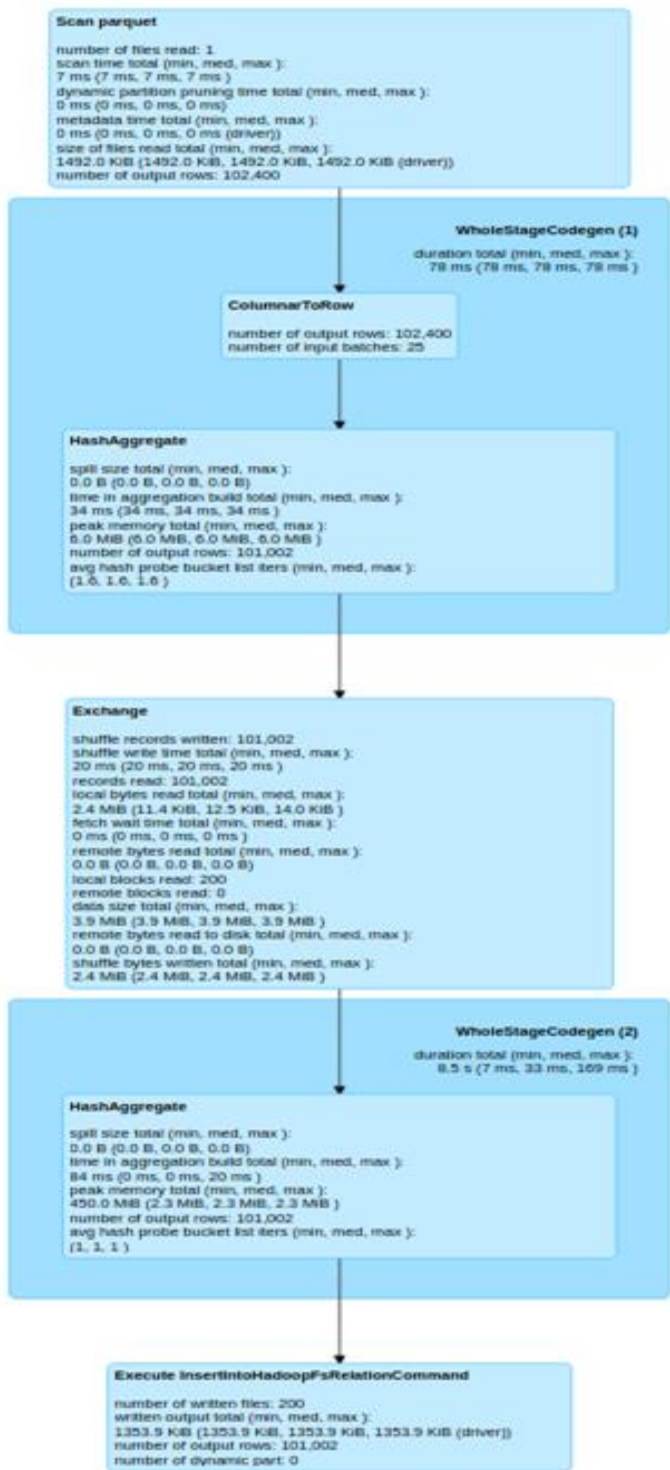 Scan parquet
number of files read: 1
scan time total (min, med, max ):
7 ms (7 ms, 7 ms, 7 ms )
dynamic partition pruning time total (min, med, max ):
0 ms (0 ms, 0 ms, 0 ms)
metadata time total (min, med, max ):
0 ms (0 ms, 0 ms, 0 ms (driver))
size of files read total (min, med, max ):
1492.0 KiB (1492.0 KiB, 1492.0 KiB, 1492.0 KiB (driver))
number of output rows: 102,400
WholeStageCodegen (1)
duration total (min, med, max ):
78 ms (78 ms, 78 ms, 78 ms )
ColumnarToRow
number of output rows: 102,400
number of input batches: 25
HashAggregate
spill size total (min, med, max ):
0.0 B (0.0 B, 0.0 B, 0.0 B)
time in aggregation build total (min, med, max ):
34 ms (34 ms, 34 ms, 34 ms )
peak memory total (min, med, max ):
6.0 MiB (6.0 MiB, 6.0 MiB, 6.0 MiB )
number of output rows: 101,002
avg hash probe bucket list iters (min, med, max ):
(1.6, 1.6, 1.6 )
Exchange
shuffle records written: 101,002
shuffle write time total (min, med, max ):
20 ms (20 ms, 20 ms, 20 ms )
records read: 101,002
local bytes read total (min, med, max ):
2.4 MiB (11.4 KiB, 12.5 KiB, 14.0 KiB )
fetch wait time total (min, med, max ):
0 ms (0 ms, 0 ms, 0 ms )
remote bytes read total (min, med, max ):
0.0 B (0.0 B, 0.0 B, 0.0 B)
local blocks read: 200
remote blocks read: 0
data size total (min, med, max ):
3.9 MiB (3.9 MiB, 3.9 MiB, 3.9 MiB )
remote bytes read to disk total (min, med, max ):
0.0 B (0.0 B, 0.0 B, 0.0 B)
shuffle bytes written total (min, med, max ):
2.4 MiB (2.4 MiB, 2.4 MiB, 2.4 MiB )
WholeStageCodegen (2)
duration total (min, med, max ):
8.5 s (7 ms, 33 ms, 169 ms )
HashAggregate
spill size total (min, med, max ):
0.0 B (0.0 B, 0.0 B, 0.0 B)
time in aggregation build total (min, med, max ):
84 ms (0 ms, 0 ms, 20 ms )
peak memory total (min, med, max ):
450.0 MiB (2.3 MiB, 2.3 MiB, 2.3 MiB )
number of output rows: 101,002
avg hash probe bucket list iters (min, med, max ):
(1, 1, 1 )
Execute InsertIntoHadoopFsRelationCommand
number of written files: 200
written output total (min, med, max ):
1353.9 KiB (1353.9 KiB, 1353.9 KiB, 1353.9 KiB (driver))
number of output rows: 101,002
number of dynamic part: 0